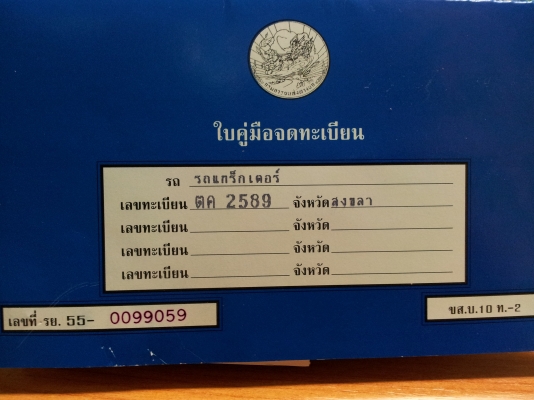 ใบคู่มือจดทะเบียน
รถ รถแทร็กเตอร์
เลขทะเบียน ตค 2589 จังหวัด สงขลา
เลขทะเบียน จังหวัด
เลขทะเบียน จังหวัด
เลขทะเบียน จังหวัด
เลขที่ รย. 55- 0099059
ขส.บ.10 ท.-2